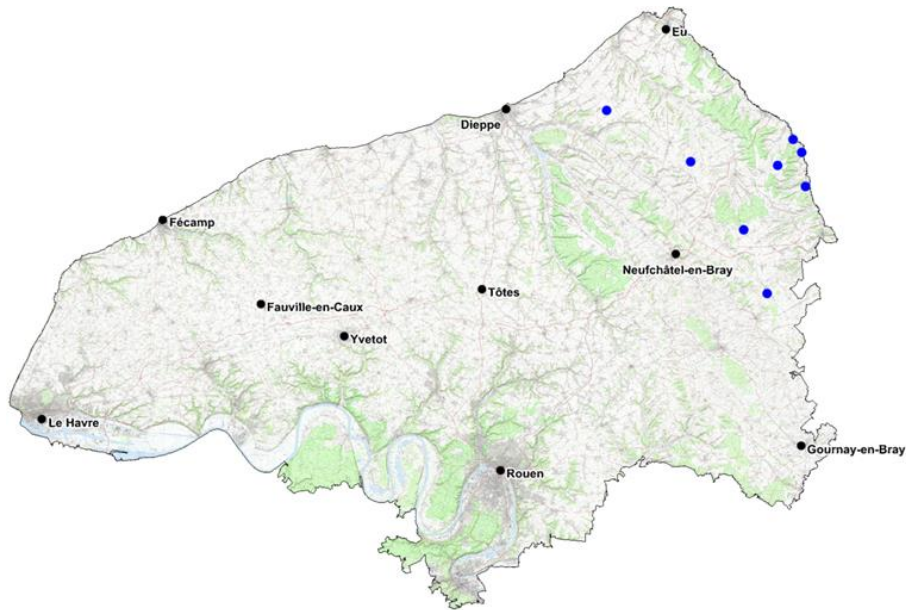 Eu
Dieppe
Fécamp
Neufchâtel-en-Bray
Tôtes
Fauville-en-Caux
Yvetot
Le Havre
Gournay-en-Bray
Rouen